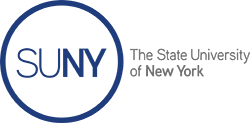 SUNY
The State University
of New York